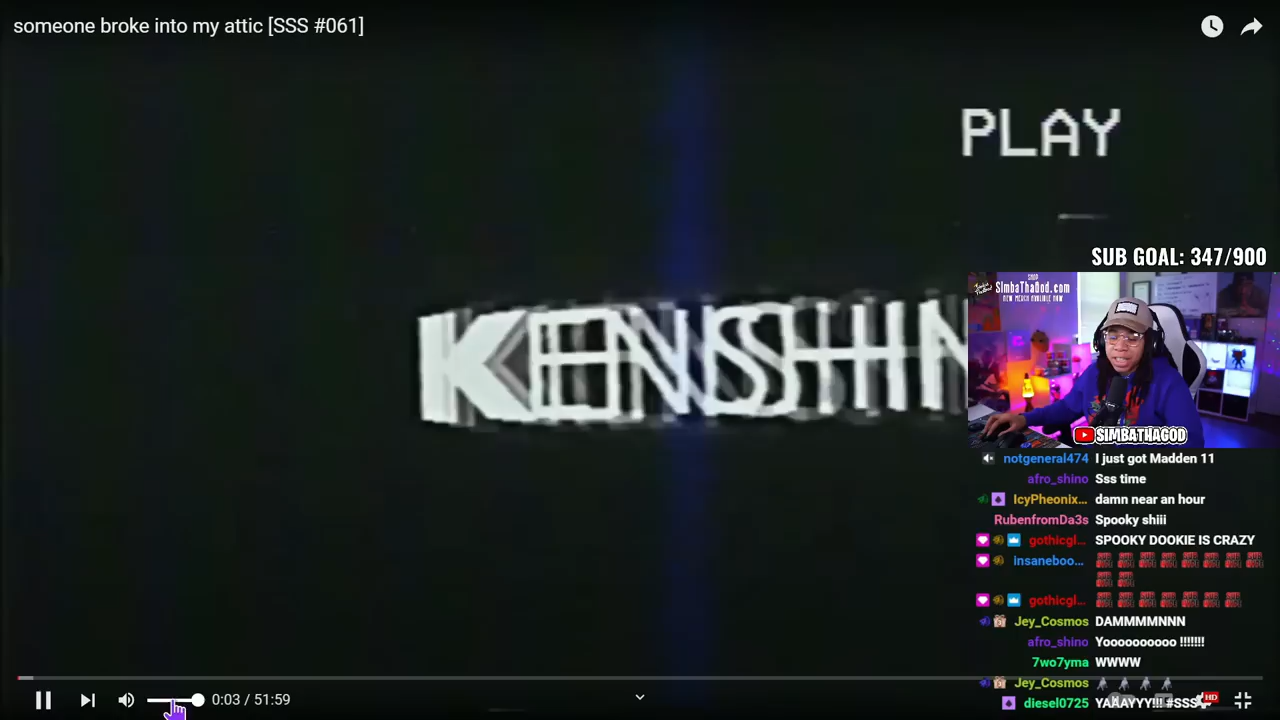 someone broke into my attic [SSS #061]
PLAY
SUB GOAL: 347/900
SHOP
SimbaThaGod.com
NEW MERCH AVAILABLE NOW
SIMBATHAGOD
notgeneral474 I just got Madden 11
afro_shino Sss time
IcyPheonix... damn near an hour
RubenfromDa3s Spooky shiii
gothicgl... SPOOKY DOOKIE IS CRAZY
insaneboo...
gothicgl...
Jey_Cosmos DAMMMMNNN
afro_shino Yoooooooooo !!!!!!!
7wo7yma WWWW
Jey_Cosmos
diesel0725 YAAAYYY!!! #SSS
HD
0:03 / 51:59